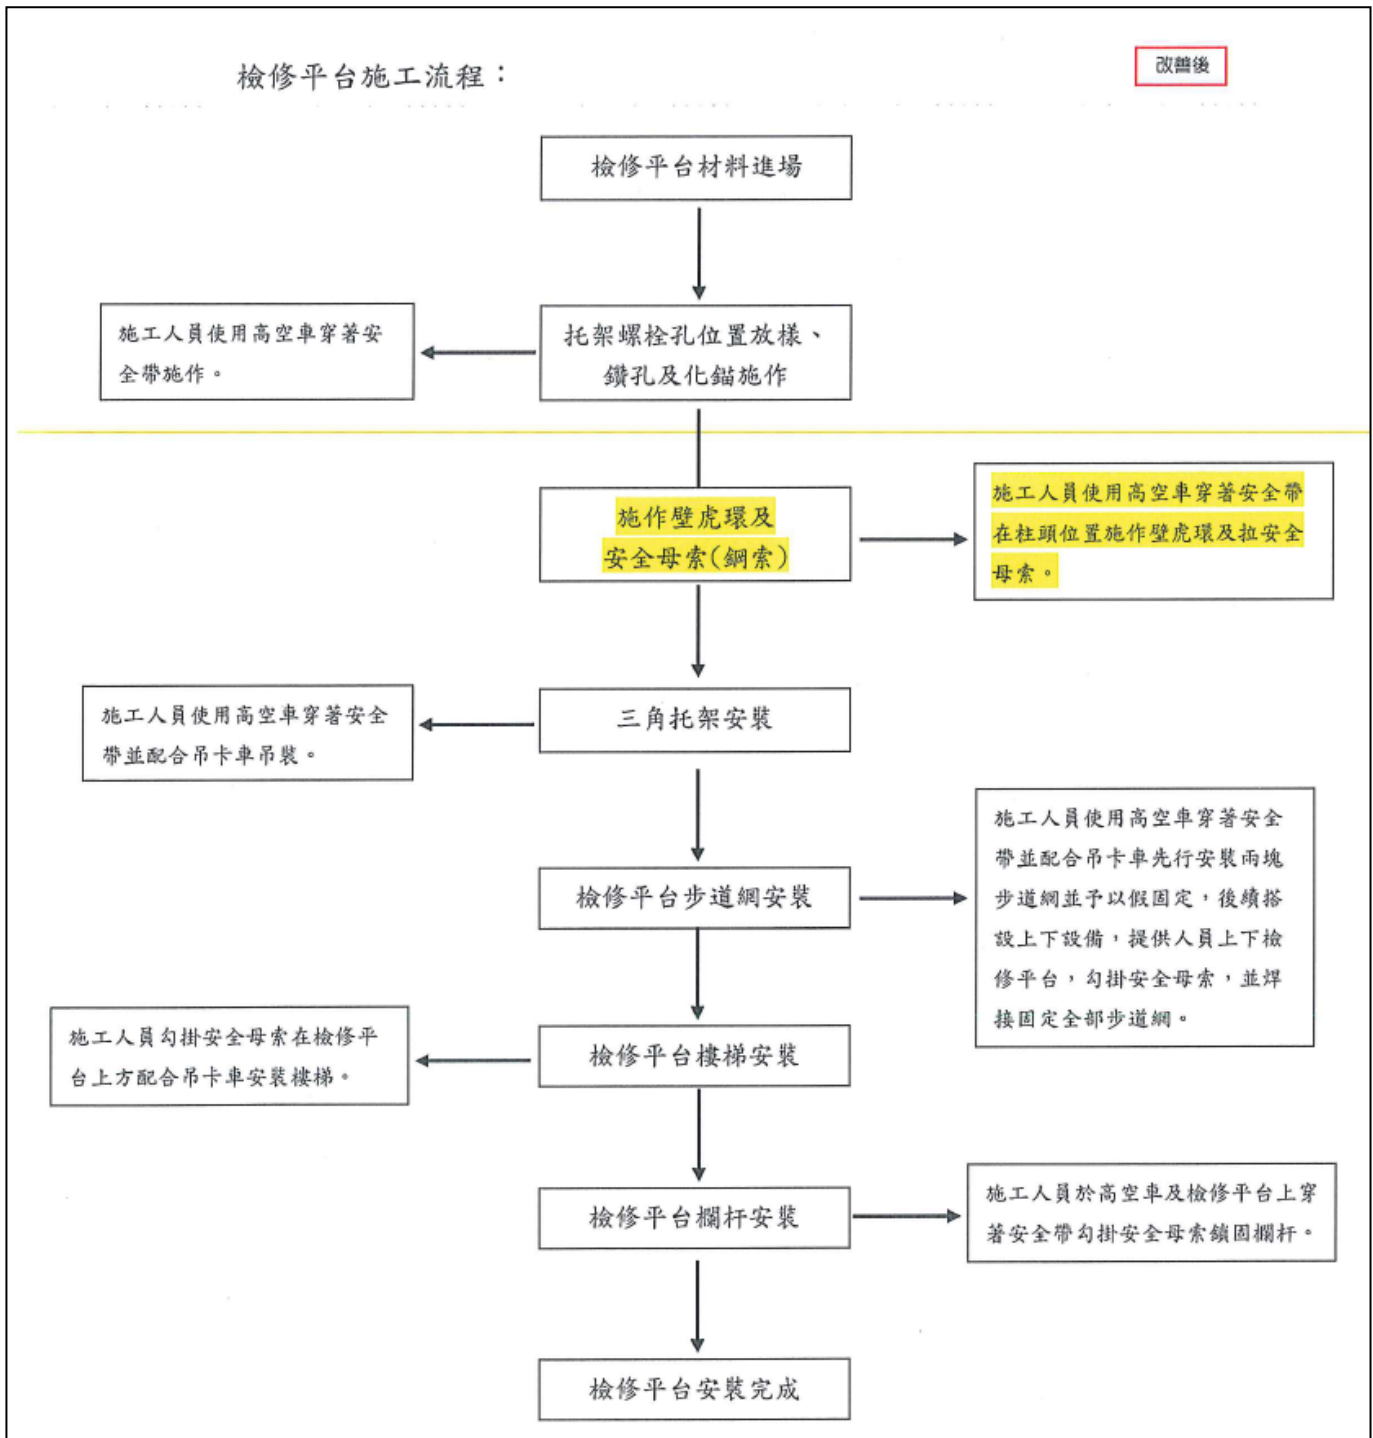 檢修平台施工流程：
改善後
檢修平台材料進場
施工人員使用高空車穿著安
全帶施作。
托架螺栓孔位置放樣、
鑽孔及化錨施作
施作壁虎環及
安全母索(鋼索)
施工人員使用高空車穿著安全帶
在柱頭位置施作壁虎環及拉安全
母索。
施工人員使用高空車穿著安全
帶並配合吊卡車吊裝。
三角托架安裝
檢修平台步道網安裝
施工人員使用高空車穿著安全
帶並配合吊卡車先行安裝兩塊
步道網並予以假固定，後續搭
設上下設備，提供人員上下檢
修平台，勾掛安全母索，並焊
接固定全部步道網。
施工人員勾掛安全母索在檢修平
台上方配合吊卡車安裝樓梯。
檢修平台樓梯安裝
檢修平台欄杆安裝
施工人員於高空車及檢修平台上穿
著安全帶勾掛安全母索鎖固欄杆。
檢修平台安裝完成